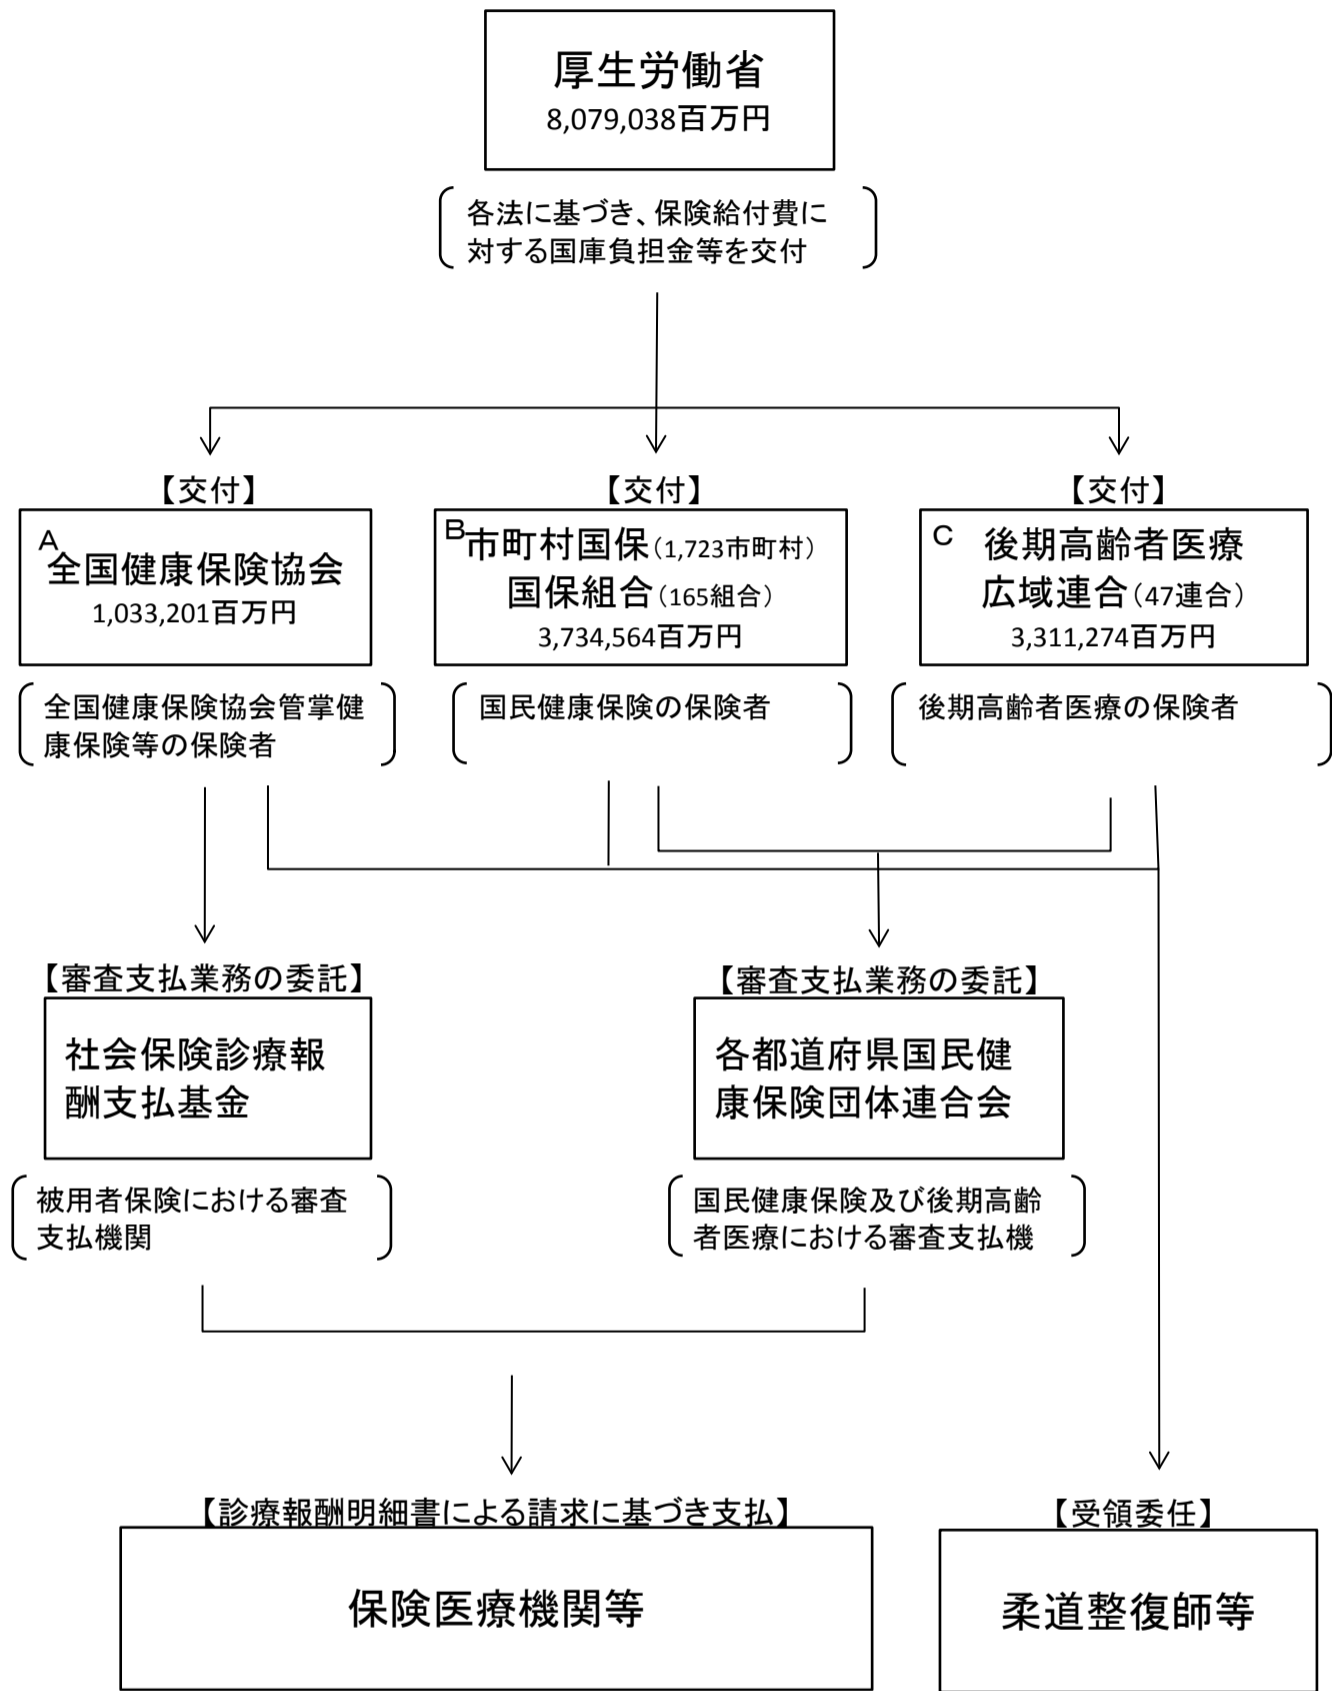 厚生労働省
8,079,038百万円
各法に基づき、保険給付費に
対する国庫負担金等を交付
【交付】
A
全国健康保険協会
1,033,201百万円
全国健康保険協会管掌健
康保険等の保険者
【交付】
B
市町村国保(1,723市町村)
国保組合(165組合)
3,734,564百万円
国民健康保険の保険者
【交付】
C
後期高齢者医療
広域連合(47連合)
3,311,274百万円
後期高齢者医療の保険者
【審査支払業務の委託】
社会保険診療報
酬支払基金
被用者保険における審査
支払機関
【審査支払業務の委託】
各都道府県国民健
康保険団体連合会
国民健康保険及び後期高齢
者医療における審査支払機
【診療報酬明細書による請求に基づき支払】
保険医療機関等
【受領委任】
柔道整復師等